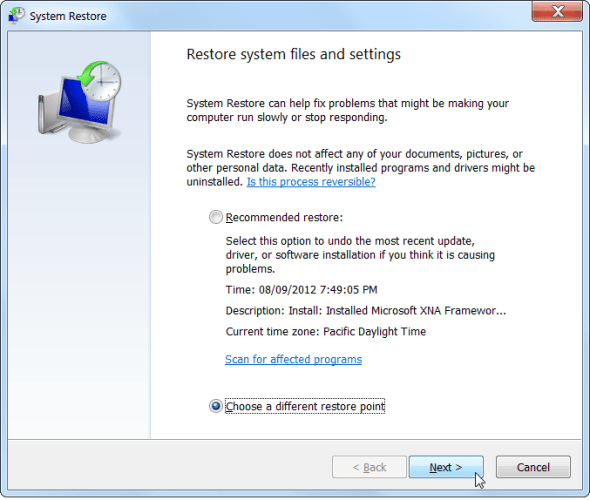 System Restore
Restore system files and settings
System Restore can help fix problems that might be making your
computer run slowly or stop responding.
System Restore does not affect any of your documents, pictures, or
other personal data. Recently installed programs and drivers might be
uninstalled. Is this process reversible?
Recommended restore:
Select this option to undo the most recent update,
driver, or software installation if you think it is causing
problems.
Time: 08/09/2012 7:49:05 PM
Description: Install: Installed Microsoft XNA Framewor...
Current time zone: Pacific Daylight Time
Scan for affected programs
Choose a different restore point
< Back Next > Cancel